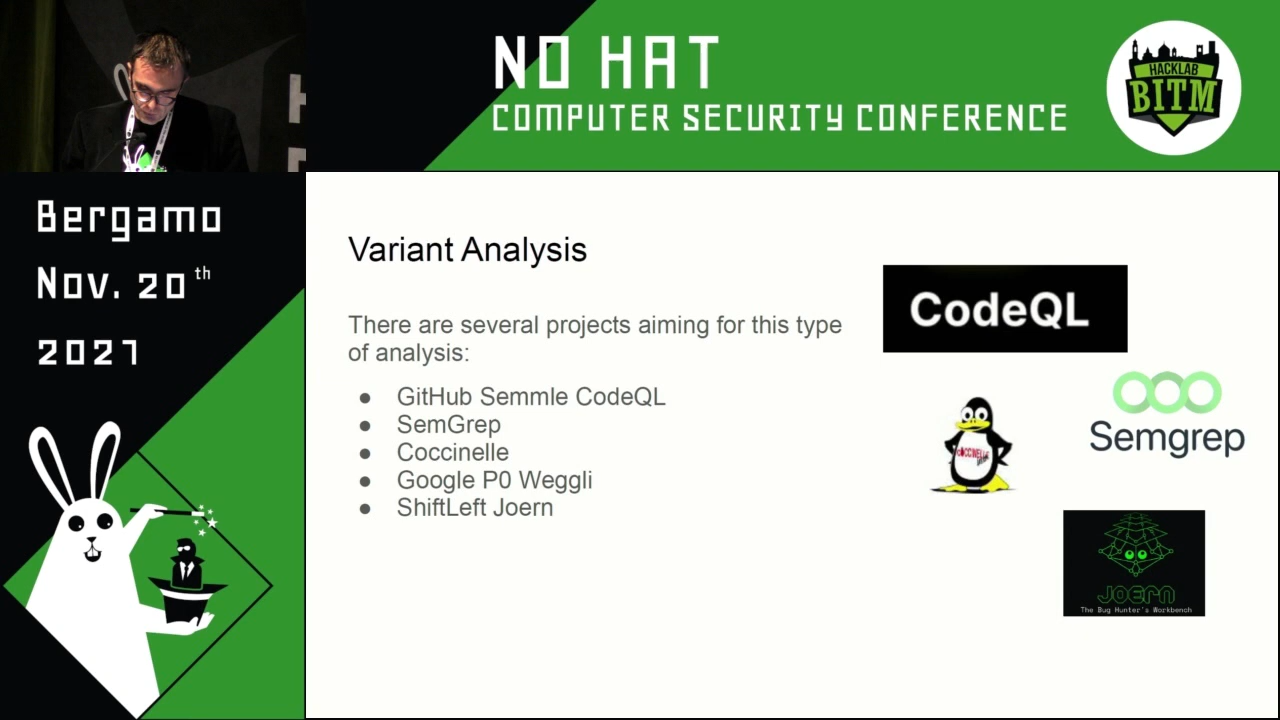 NO HAT
COMPUTER SECURITY CONFERENCE
HACKLAB
BITM
Bergamo
Nov. 20th
2021
Variant Analysis
There are several projects aiming for this type
of analysis:
● GitHub Semmle CodeQL
● SemGrep
● Coccinelle
● Google P0 Weggli
● ShiftLeft Joern
CodeQL
Semgrep
COCCINELLE
JOERN
The Bug Hunter's Workbench